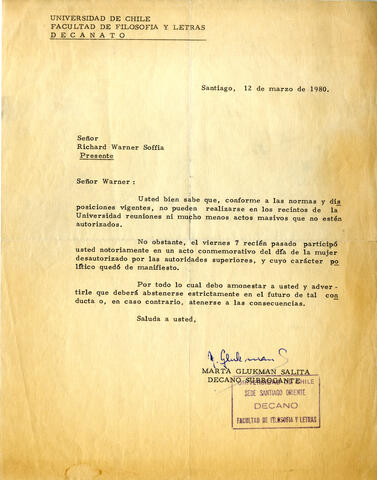 UNIVERSIDAD DE CHILE
FACULTAD DE FILOSOFIA Y LETRAS
DECANATO
Santiago, 12 de marzo de 1980.
Señor
Richard Warner Soffia
Presente
Señor Warner :
Usted bien sabe que, conforme a las normas y dis
posiciones vigentes, no pueden realizarse en los recintos de la
Universidad reuniones ni mucho menos actos masivos que no estén
autorizados.
No obstante, el viernes 7 recién pasado participó
usted notoriamente en un acto conmemorativo del día de la mujer
desautorizado por las autoridades superiores, y cuyo carácter po
lítico quedó de manifiesto.
Por todo lo cual debo amonestar a usted y adver-
tirle que deberá abstenerse estrictamente en el futuro de tal con
ducta o, en caso contrario, atenerse a las consecuencias.
Saluda a usted,
M. Glukman S
MARTA GLUKMAN SALITA
DECANO SUBROGANTE
UNIVERSIDAD DE CHILE
SEDE SANTIAGO ORIENTE
DECANO
FACULTAD DE FILOSOFIA Y LETRAS